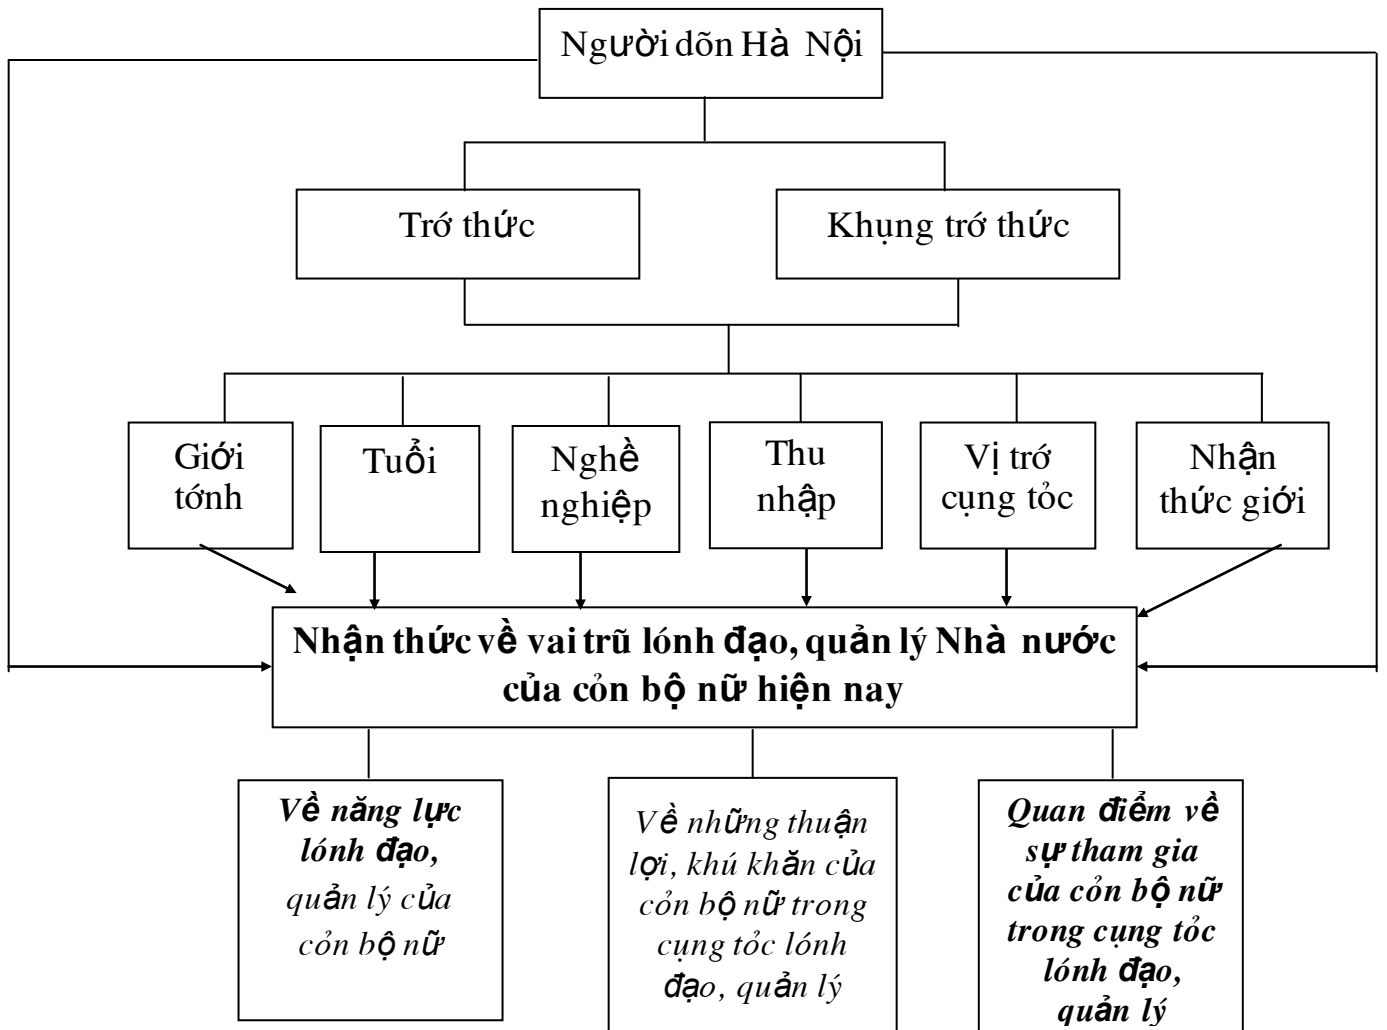 Người dõn Hà Nội
Trớ thức
Khụng trớ thức
Giới
tớnh
Tuổi
Nghề
nghiệp
Thu
nhập
Vị trớ
cụng tỏc
Nhận
thức giới
Nhận thức về vai trũ lónh đạo, quản lý Nhà nước
của cỏn bộ nữ hiện nay
Về năng lực
lónh đạo,
quản lý của
cỏn bộ nữ
Về những thuận
lợi, khú khăn của
cỏn bộ nữ trong
cụng tỏc lónh
đạo, quản lý
Quan điểm về
sự tham gia
của cỏn bộ nữ
trong cụng tỏc
lónh đạo,
quản lý